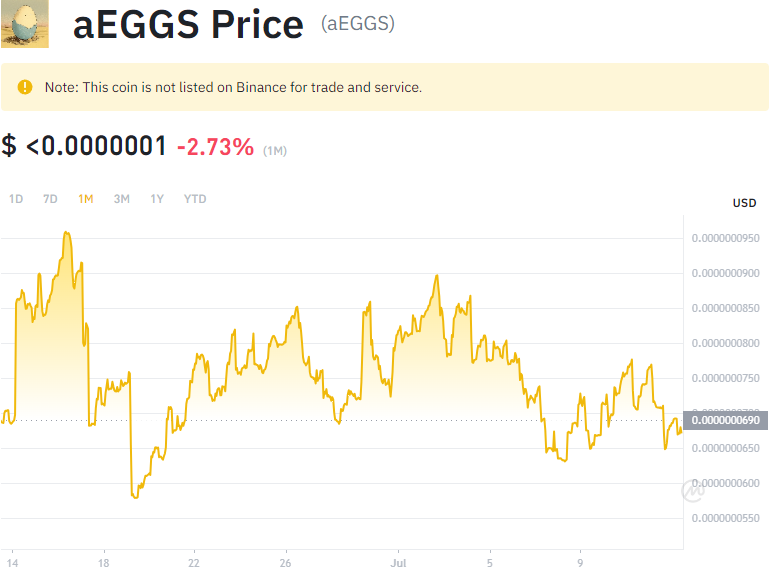 aEGGS Price (aEGGS)
Note: This coin is not listed on Binance for trade and service.
$ <0.0000001 -2.73% (1M)
1D 7D 1M 3M 1Y YTD
USD
0.0000000950
0.0000000900
0.0000000850
0.0000000800
0.0000000750
0.0000000690
0.0000000650
0.0000000600
0.0000000550
14 18 22 26 Jul 5 9